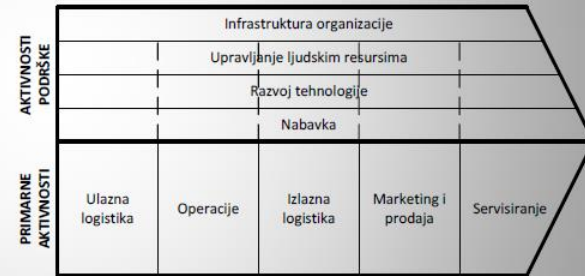 AKTIVNOSTI
PODRŠKE
Infrastruktura organizacije
Upravljanje ljudskim resursima
Razvoj tehnologije
Nabavka
PRIMARNE
AKTIVNOSTI
Ulazna
logistika
Operacije
Izlazna
logistika
Marketing i
prodaja
Servisiranje